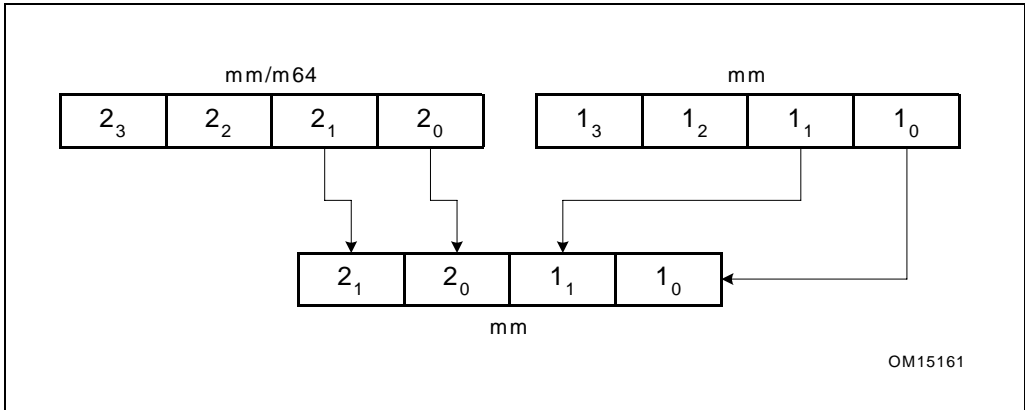 mm/m64 mm
2₃ 2₂ 2₁ 2₀ 1₃ 1₂ 1₁ 1₀
2₁ 2₀ 1₁ 1₀
mm
OM15161